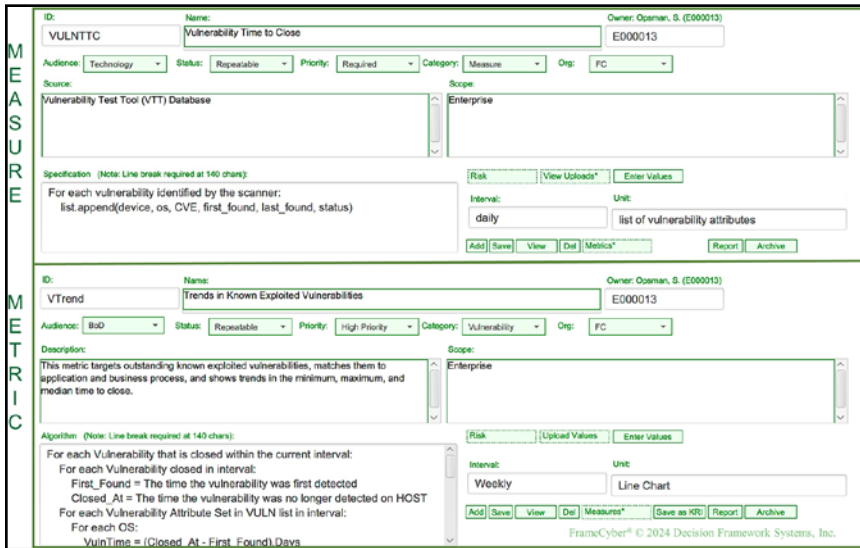 MEASURE
ID: Name: Owner: Opsman, S. (E000013)
VULNTTC Vulnerability Time to Close E000013
Audience: Technology Status: Repeatable Priority: Required Category: Measure Org: FC
Source: Scope:
Vulnerability Test Tool (VTT) Database Enterprise
Specification (Note: Line break required at 140 chars): Risk View Uploads* Enter Values
For each vulnerability identified by the scanner:
list.append(device, os, CVE, first_found, last_found, status)
Interval: Unit:
daily list of vulnerability attributes
Add Save View Del Metrics* Report Archive
METRIC
ID: Name: Owner: Opsman, S. (E000013)
VTrend Trends in Known Exploited Vulnerabilities E000013
Audience: BoD Status: Repeatable Priority: High Priority Category: Vulnerability Org: FC
Description: Scope:
This metric targets outstanding known exploited vulnerabilities, matches them to Enterprise
application and business process, and shows trends in the minimum, maximum, and
median time to close.
Algorithm (Note: Line break required at 140 chars): Risk Upload Values Enter Values
For each Vulnerability that is closed within the current interval:
For each Vulnerability closed in interval:
First_Found = The time the vulnerability was first detected
Closed_At = The time the vulnerability was no longer detected on HOST
For each Vulnerability Attribute Set in VULN list in interval:
For each OS:
VulnTime = (Closed_At - First_Found).Days
Interval: Unit:
Weekly Line Chart
Add Save View Del Measures* Save as KRI Report Archive
FrameCyber® © 2024 Decision Framework Systems, Inc.